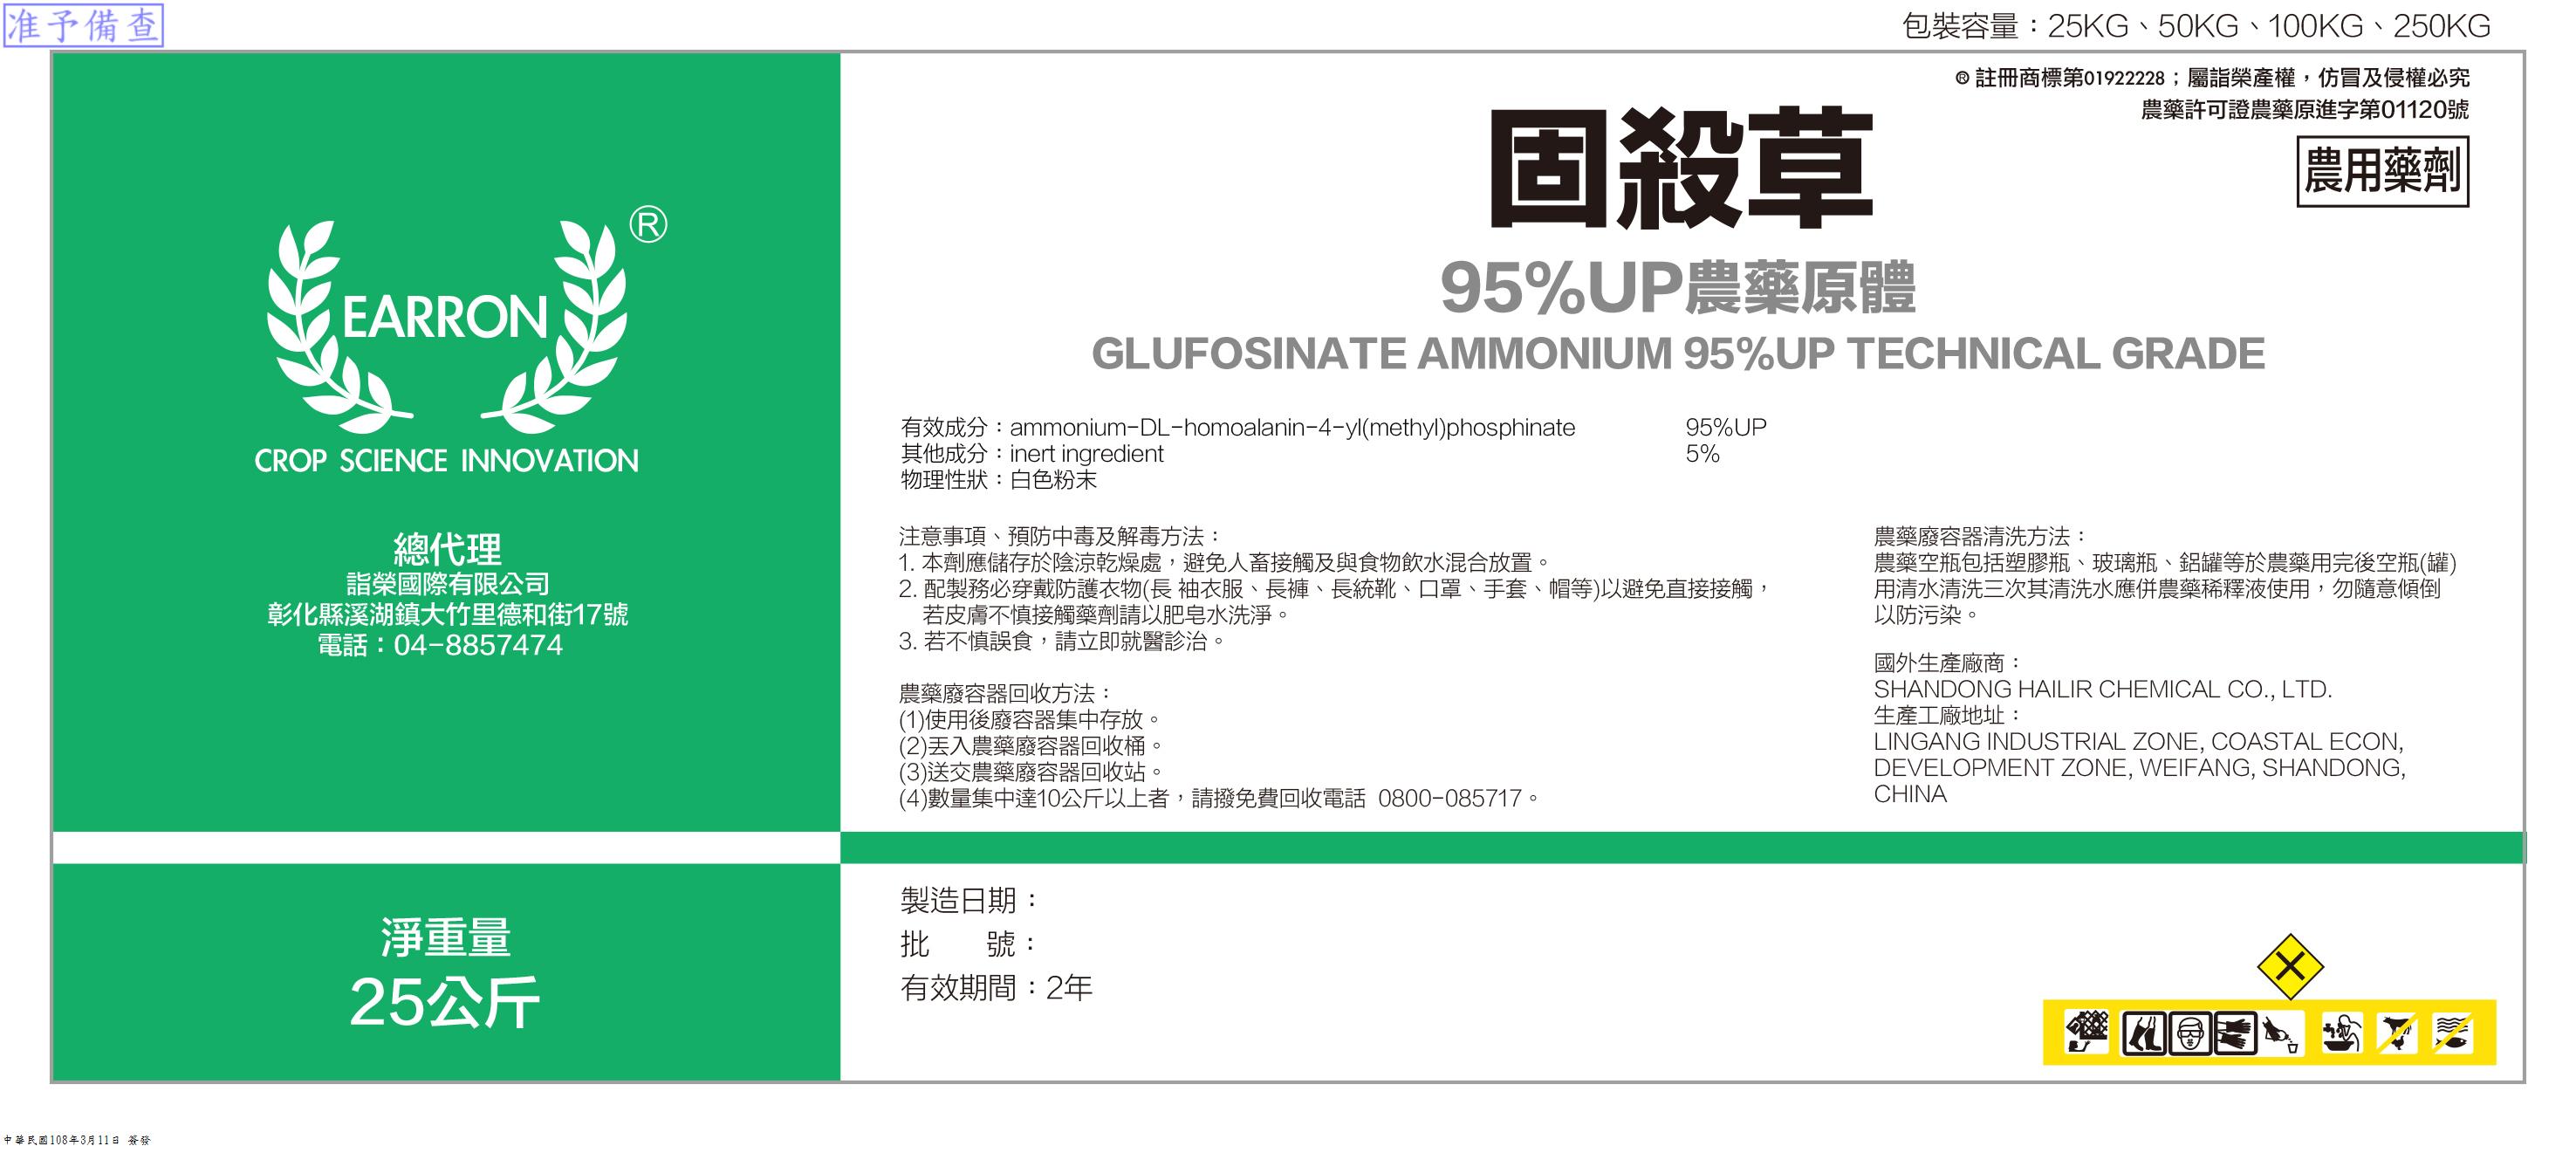 准予備查
包裝容量：25KG、50KG、100KG、250KG
® 註冊商標第01922228；屬詣榮產權，仿冒及侵權必究
農藥許可證農藥原進字第01120號
農用藥劑
固殺草
95%UP農藥原體
GLUFOSINATE AMMONIUM 95%UP TECHNICAL GRADE
®
EARRON
CROP SCIENCE INNOVATION
總代理
詣榮國際有限公司
彰化縣溪湖鎮大竹里德和街17號
電話：04-8857474
有效成分：ammonium-DL-homoalanin-4-yl(methyl)phosphinate 95%UP
其他成分：inert ingredient 5%
物理性狀：白色粉末
注意事項、預防中毒及解毒方法：
1. 本劑應儲存於陰涼乾燥處，避免人畜接觸及與食物飲水混合放置。
2. 配製務必穿戴防護衣物(長 袖衣服、長褲、長統靴、口罩、手套、帽等)以避免直接接觸，
若皮膚不慎接觸藥劑請以肥皂水洗淨。
3. 若不慎誤食，請立即就醫診治。
農藥廢容器回收方法：
(1)使用後廢容器集中存放。
(2)丟入農藥廢容器回收桶。
(3)送交農藥廢容器回收站。
(4)數量集中達10公斤以上者，請撥免費回收電話 0800-085717。
農藥廢容器清洗方法：
農藥空瓶包括塑膠瓶、玻璃瓶、鋁罐等於農藥用完後空瓶(罐)
用清水清洗三次其清洗水應併農藥稀釋液使用，勿隨意傾倒
以防污染。
國外生產廠商：
SHANDONG HAILIR CHEMICAL CO., LTD.
生產工廠地址：
LINGANG INDUSTRIAL ZONE, COASTAL ECON,
DEVELOPMENT ZONE, WEIFANG, SHANDONG,
CHINA
淨重量
25公斤
製造日期：
批 號：
有效期間：2年
中華民國108年3月11日 簽發